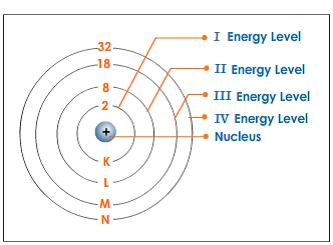 32
18
8
2
+
K
L
M
N
I Energy Level
II Energy Level
III Energy Level
IV Energy Level
Nucleus